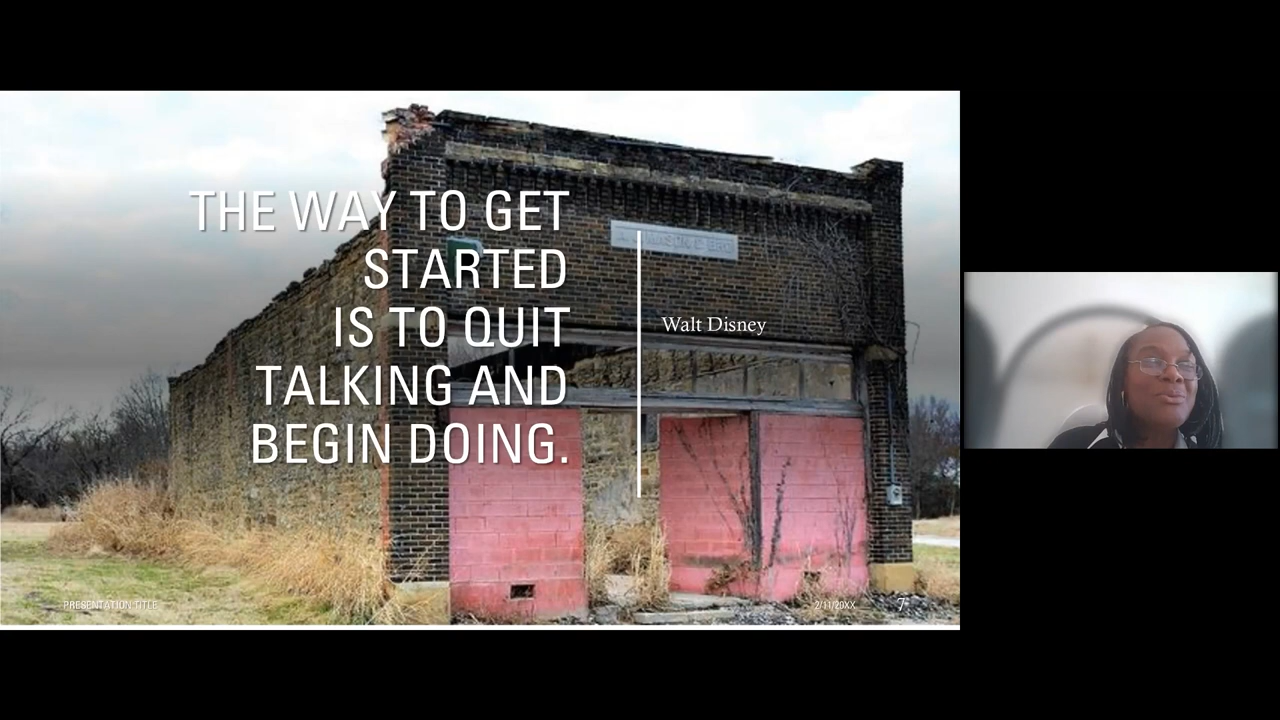 THE WAY TO GET
STARTED
IS TO QUIT
TALKING AND
BEGIN DOING.
Walt Disney
PRESENTATION TITLE
2/11/20XX
7